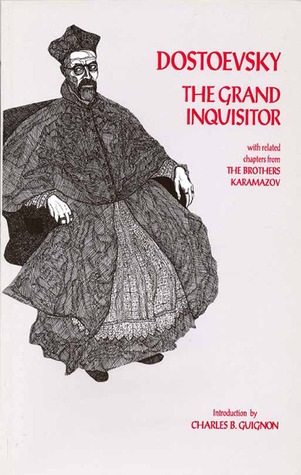 DOSTOEVSKY
THE GRAND
INQUISITOR
with related
chapters from
THE BROTHERS
KARAMAZOV
Introduction by
CHARLES B. GUIGNON